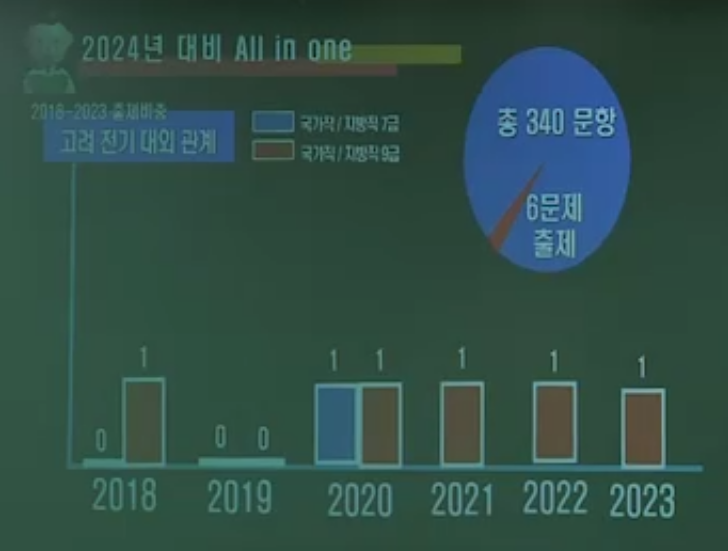 2024년 대비 All in one
2018-2023 출제비중
고려 전기 대외 관계
국가직 / 지방직 7급
국가직 / 지방직 9급
총 340 문항
6문제
출제
0 1 0 0 1 1 1 1 1
2018 2019 2020 2021 2022 2023